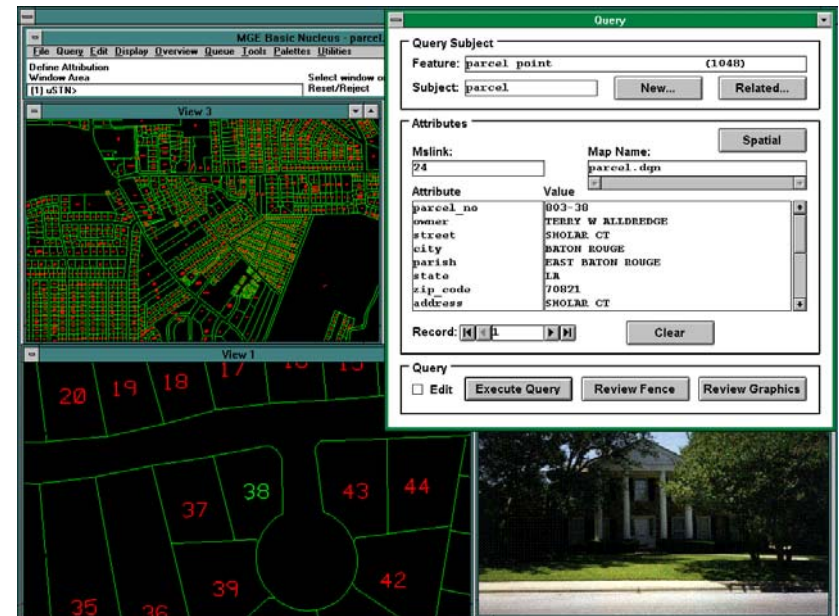 MGE Basic Nucleus - parcel.
File Query Edit Display Overview Queue Tools Palettes Utilities
Define Attribution
Window Area
Select window o
(1) uSTN>
Reset/Reject
View 3
View 1
20 19 18 17 16 15
37 38 43 44
35 36 39 42
Query
Query Subject
Feature: parcel point (1048)
Subject: parcel New... Related...
Attributes
Spatial
Mslink: Map Name:
24 parcel.dgn
Attribute Value
parcel_no 803-38
owner TERRY W ALLDREDGE
street SHOLAR CT
city BATON ROUGE
parish EAST BATON ROUGE
state LA
zip_code 70821
address SHOLAR CT
Record: 1 Clear
Query
Edit Execute Query Review Fence Review Graphics